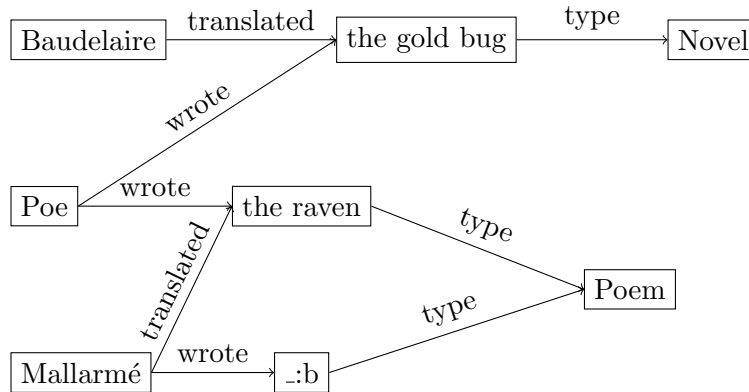 Baudelaire translated the gold bug type Novel
wrote
Poe wrote the raven type
translated
Poem
type
Mallarmé wrote _:b